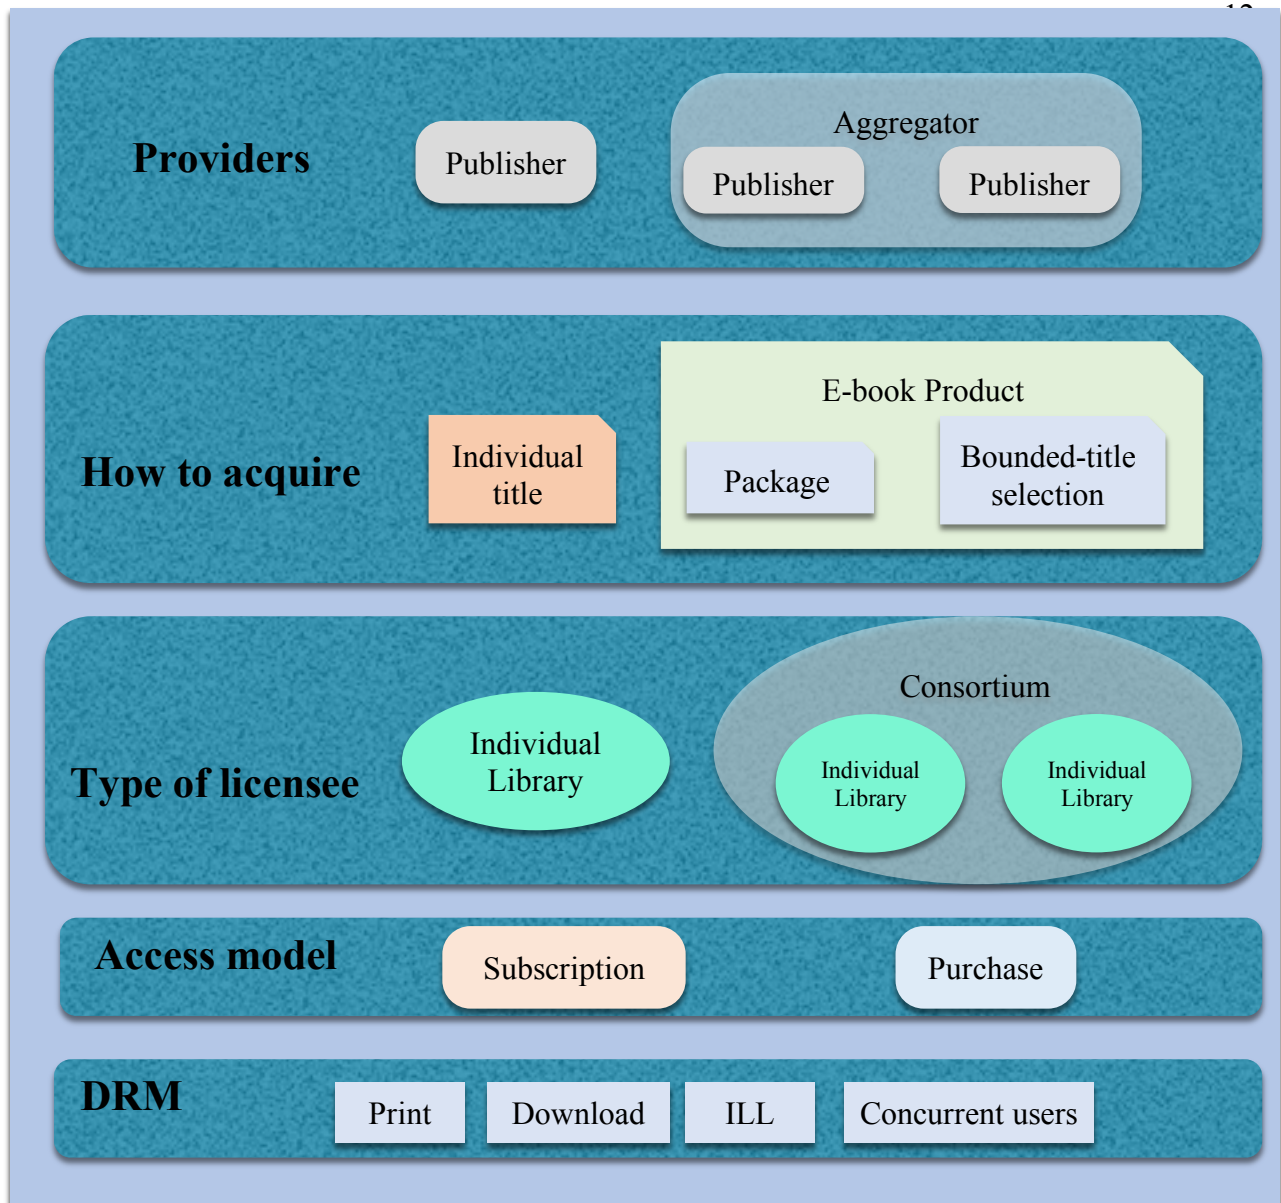 Providers
Publisher
Aggregator
Publisher
Publisher
How to acquire
Individual
title
E-book Product
Package
Bounded-title
selection
Type of licensee
Individual
Library
Consortium
Individual
Library
Individual
Library
Access model
Subscription
Purchase
DRM
Print
Download
ILL
Concurrent users